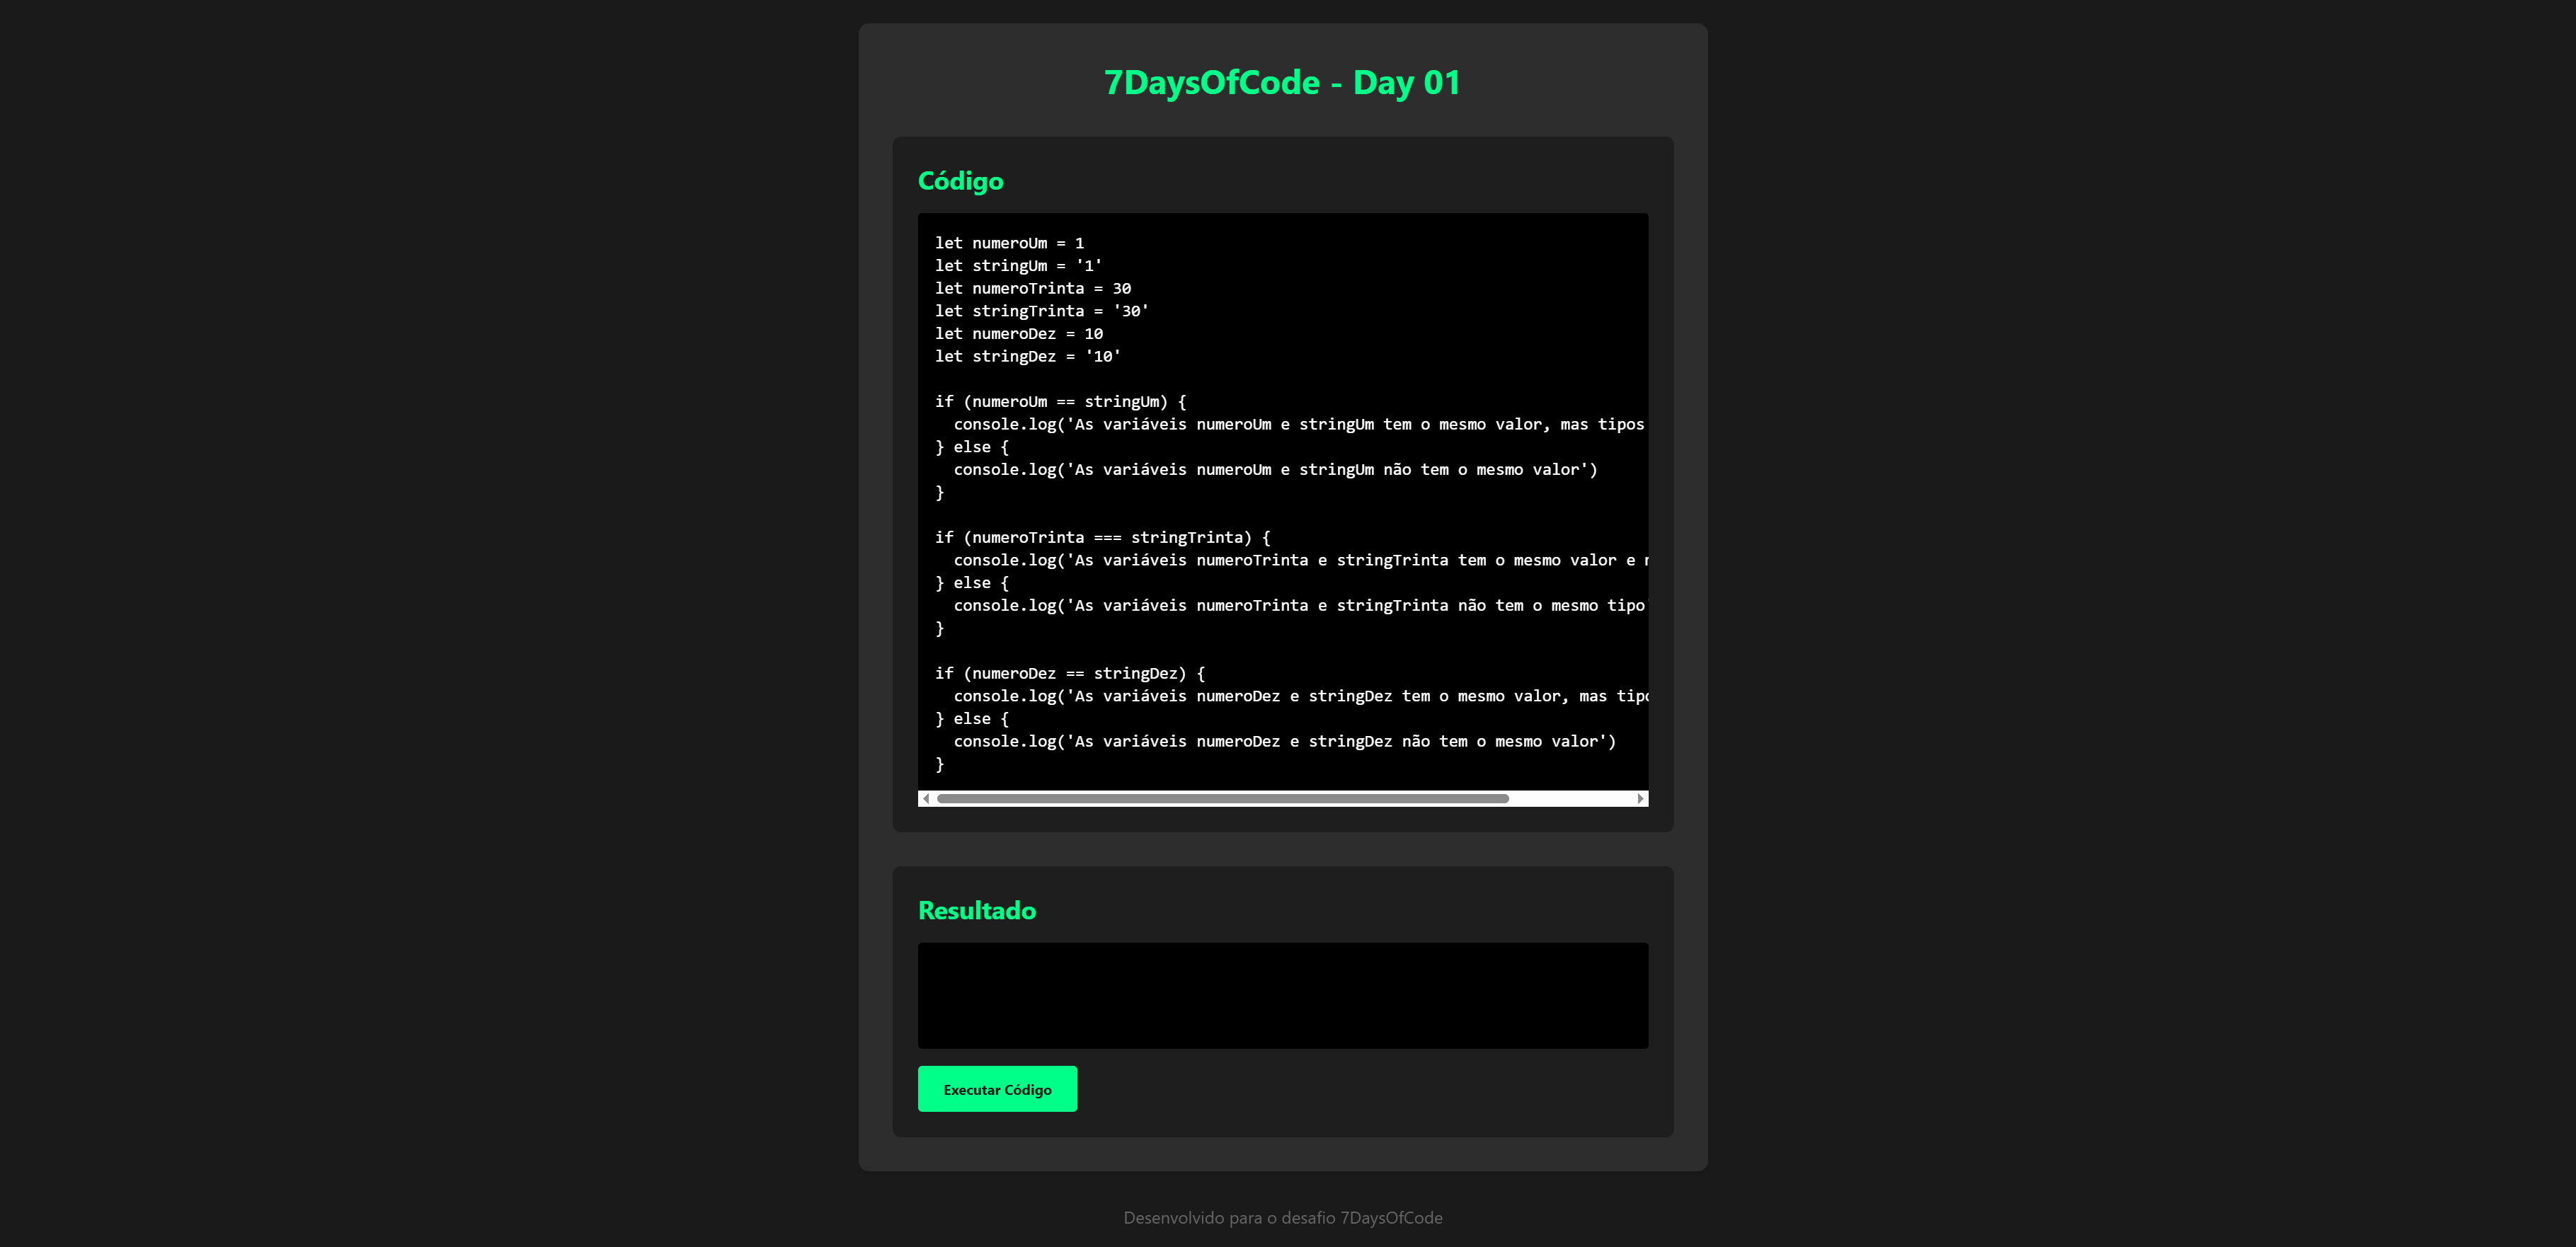 7DaysOfCode - Day 01
Código
let numeroUm = 1
let stringUm = '1'
let numeroTrinta = 30
let stringTrinta = '30'
let numeroDez = 10
let stringDez = '10'
if (numeroUm == stringUm) {
console.log('As variáveis numeroUm e stringUm tem o mesmo valor, mas tipos
} else {
console.log('As variáveis numeroUm e stringUm não tem o mesmo valor')
}
if (numeroTrinta === stringTrinta) {
console.log('As variáveis numeroTrinta e stringTrinta tem o mesmo valor e
} else {
console.log('As variáveis numeroTrinta e stringTrinta não tem o mesmo tipo
}
if (numeroDez == stringDez) {
console.log('As variáveis numeroDez e stringDez tem o mesmo valor, mas
} else {
console.log('As variáveis numeroDez e stringDez não tem o mesmo valor')
}
Resultado
Executar Código
Desenvolvido para o desafio 7DaysOfCode